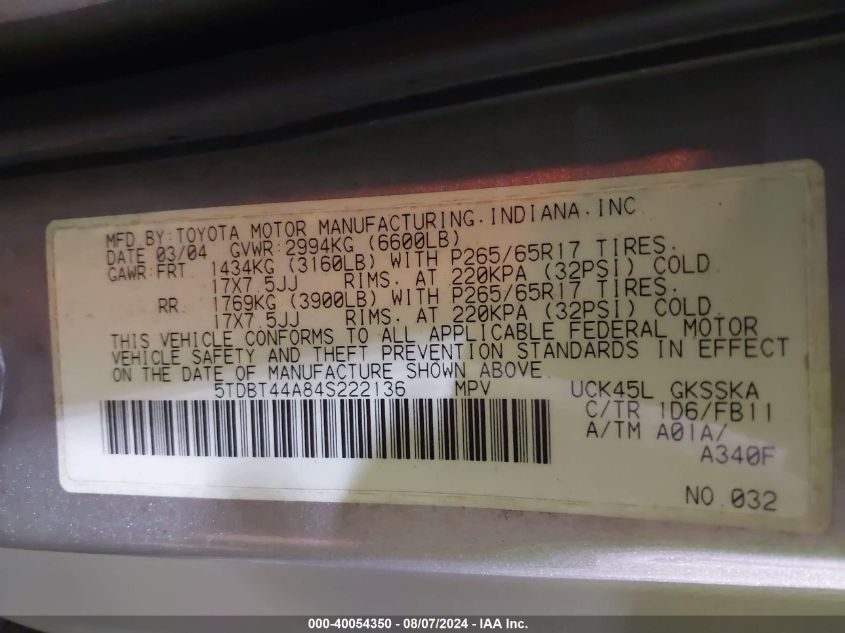 MFD BY:TOYOTA MOTOR MANUFACTURING.INDIANA.INC
DATE 03/04 GVWR:2994KG (6600LB)
GAWR:FRT. 1434KG (3160LB) WITH P265/65R17 TIRES.
17X7.5JJ RIMS. AT 220KPA (32PSI) COLD
RR. 1769KG (3900LB) WITH P265/65R17 TIRES.
17X7.5JJ RIMS. AT 220KPA (32PSI) COLD.
THIS VEHICLE CONFORMS TO ALL APPLICABLE FEDERAL MOTOR
VEHICLE SAFETY AND THEFT PREVENTION STANDARDS IN EFFECT
ON THE DATE OF MANUFACTURE SHOWN ABOVE.
5TDBT44A84S222136 MPV UCK45L GKSSKA
C/TR 1D6/FB11
A/TM A01A/
A340F
NO.032
000-40054350 - 08/07/2024 - IAA Inc.